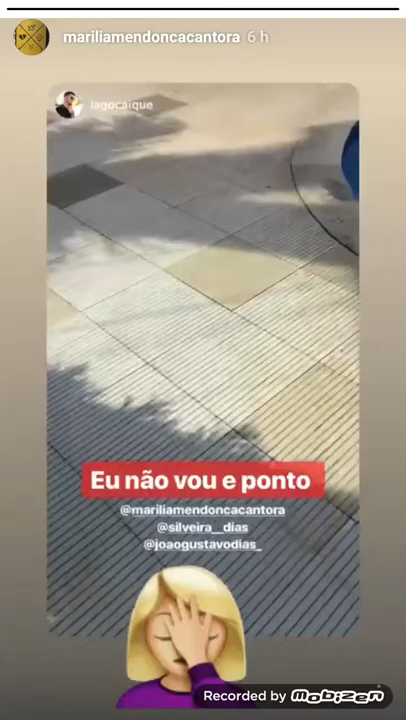 mariliamendoncacantora 6 h
iagocaique
Eu não vou e ponto
@mariliamendoncacantora
@silveira__dias
@joaogustavodias_
Recorded by mobizen